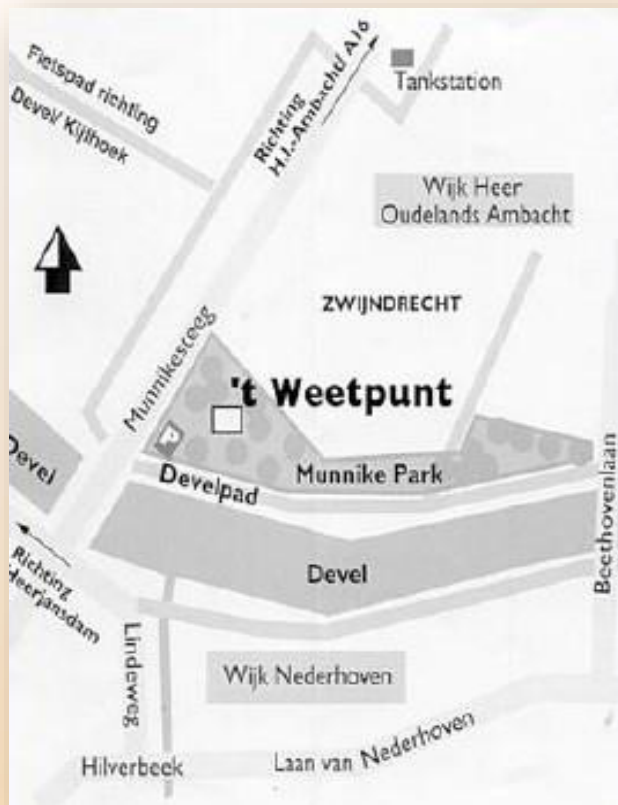 Fietspad richting
Devel/ Kijlhoek
Richting
H.I.-Ambacht/ A16
Tankstation
Wijk Heer
Oudelands Ambacht
ZWIJNDRECHT
Munnikesteeg
't Weetpunt
P
Devel
Develpad
Munnike Park
Devel
Beethovenlaan
Richting
Heerjansdam
Lindeweg
Wijk Nederhoven
Hilverbeek
Laan van Nederhoven